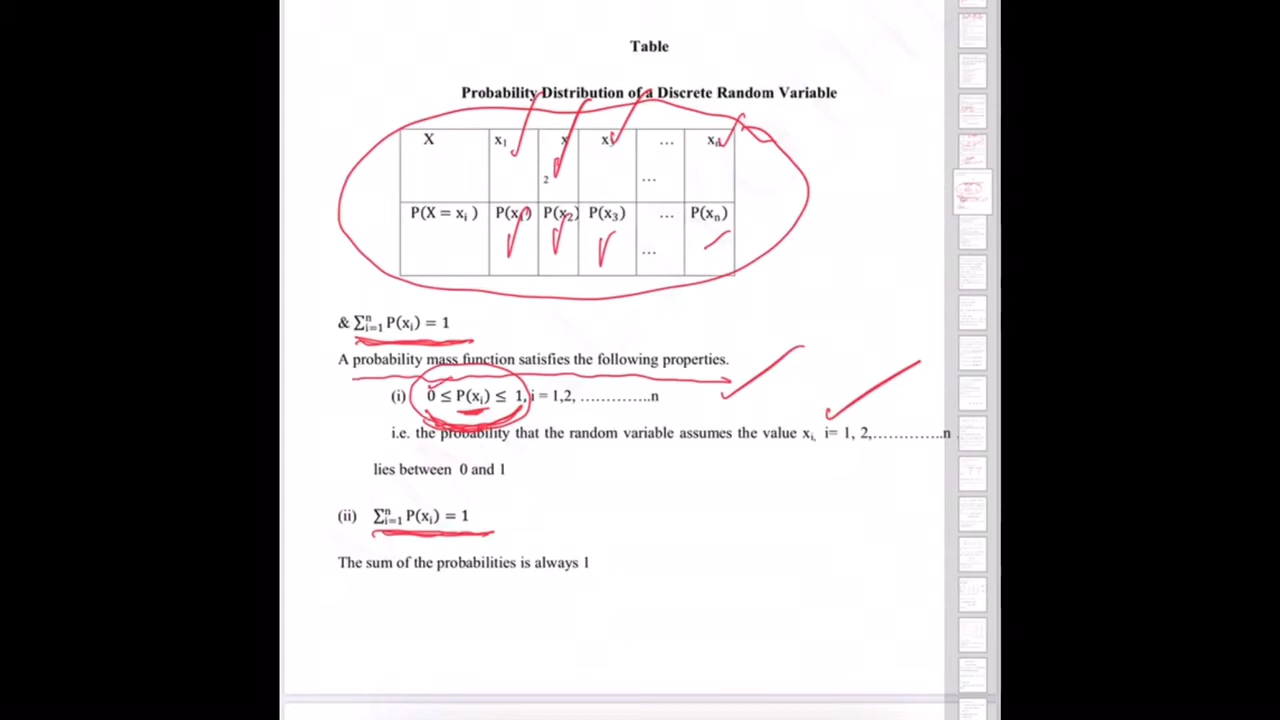 Table
Probability Distribution of a Discrete Random Variable
X x1 x2 x3 … … xn
P(X = xi ) P(x1) P(x2) P(x3) … … P(xn)
& ∑ⁿᵢ₌₁ P(xᵢ) = 1
A probability mass function satisfies the following properties.
(i) 0 ≤ P(xᵢ) ≤ 1, i = 1,2, …………..n
i.e. the probability that the random variable assumes the value xi, i= 1, 2,…………..n .
lies between 0 and 1
(ii) ∑ⁿᵢ₌₁ P(xᵢ) = 1
The sum of the probabilities is always 1